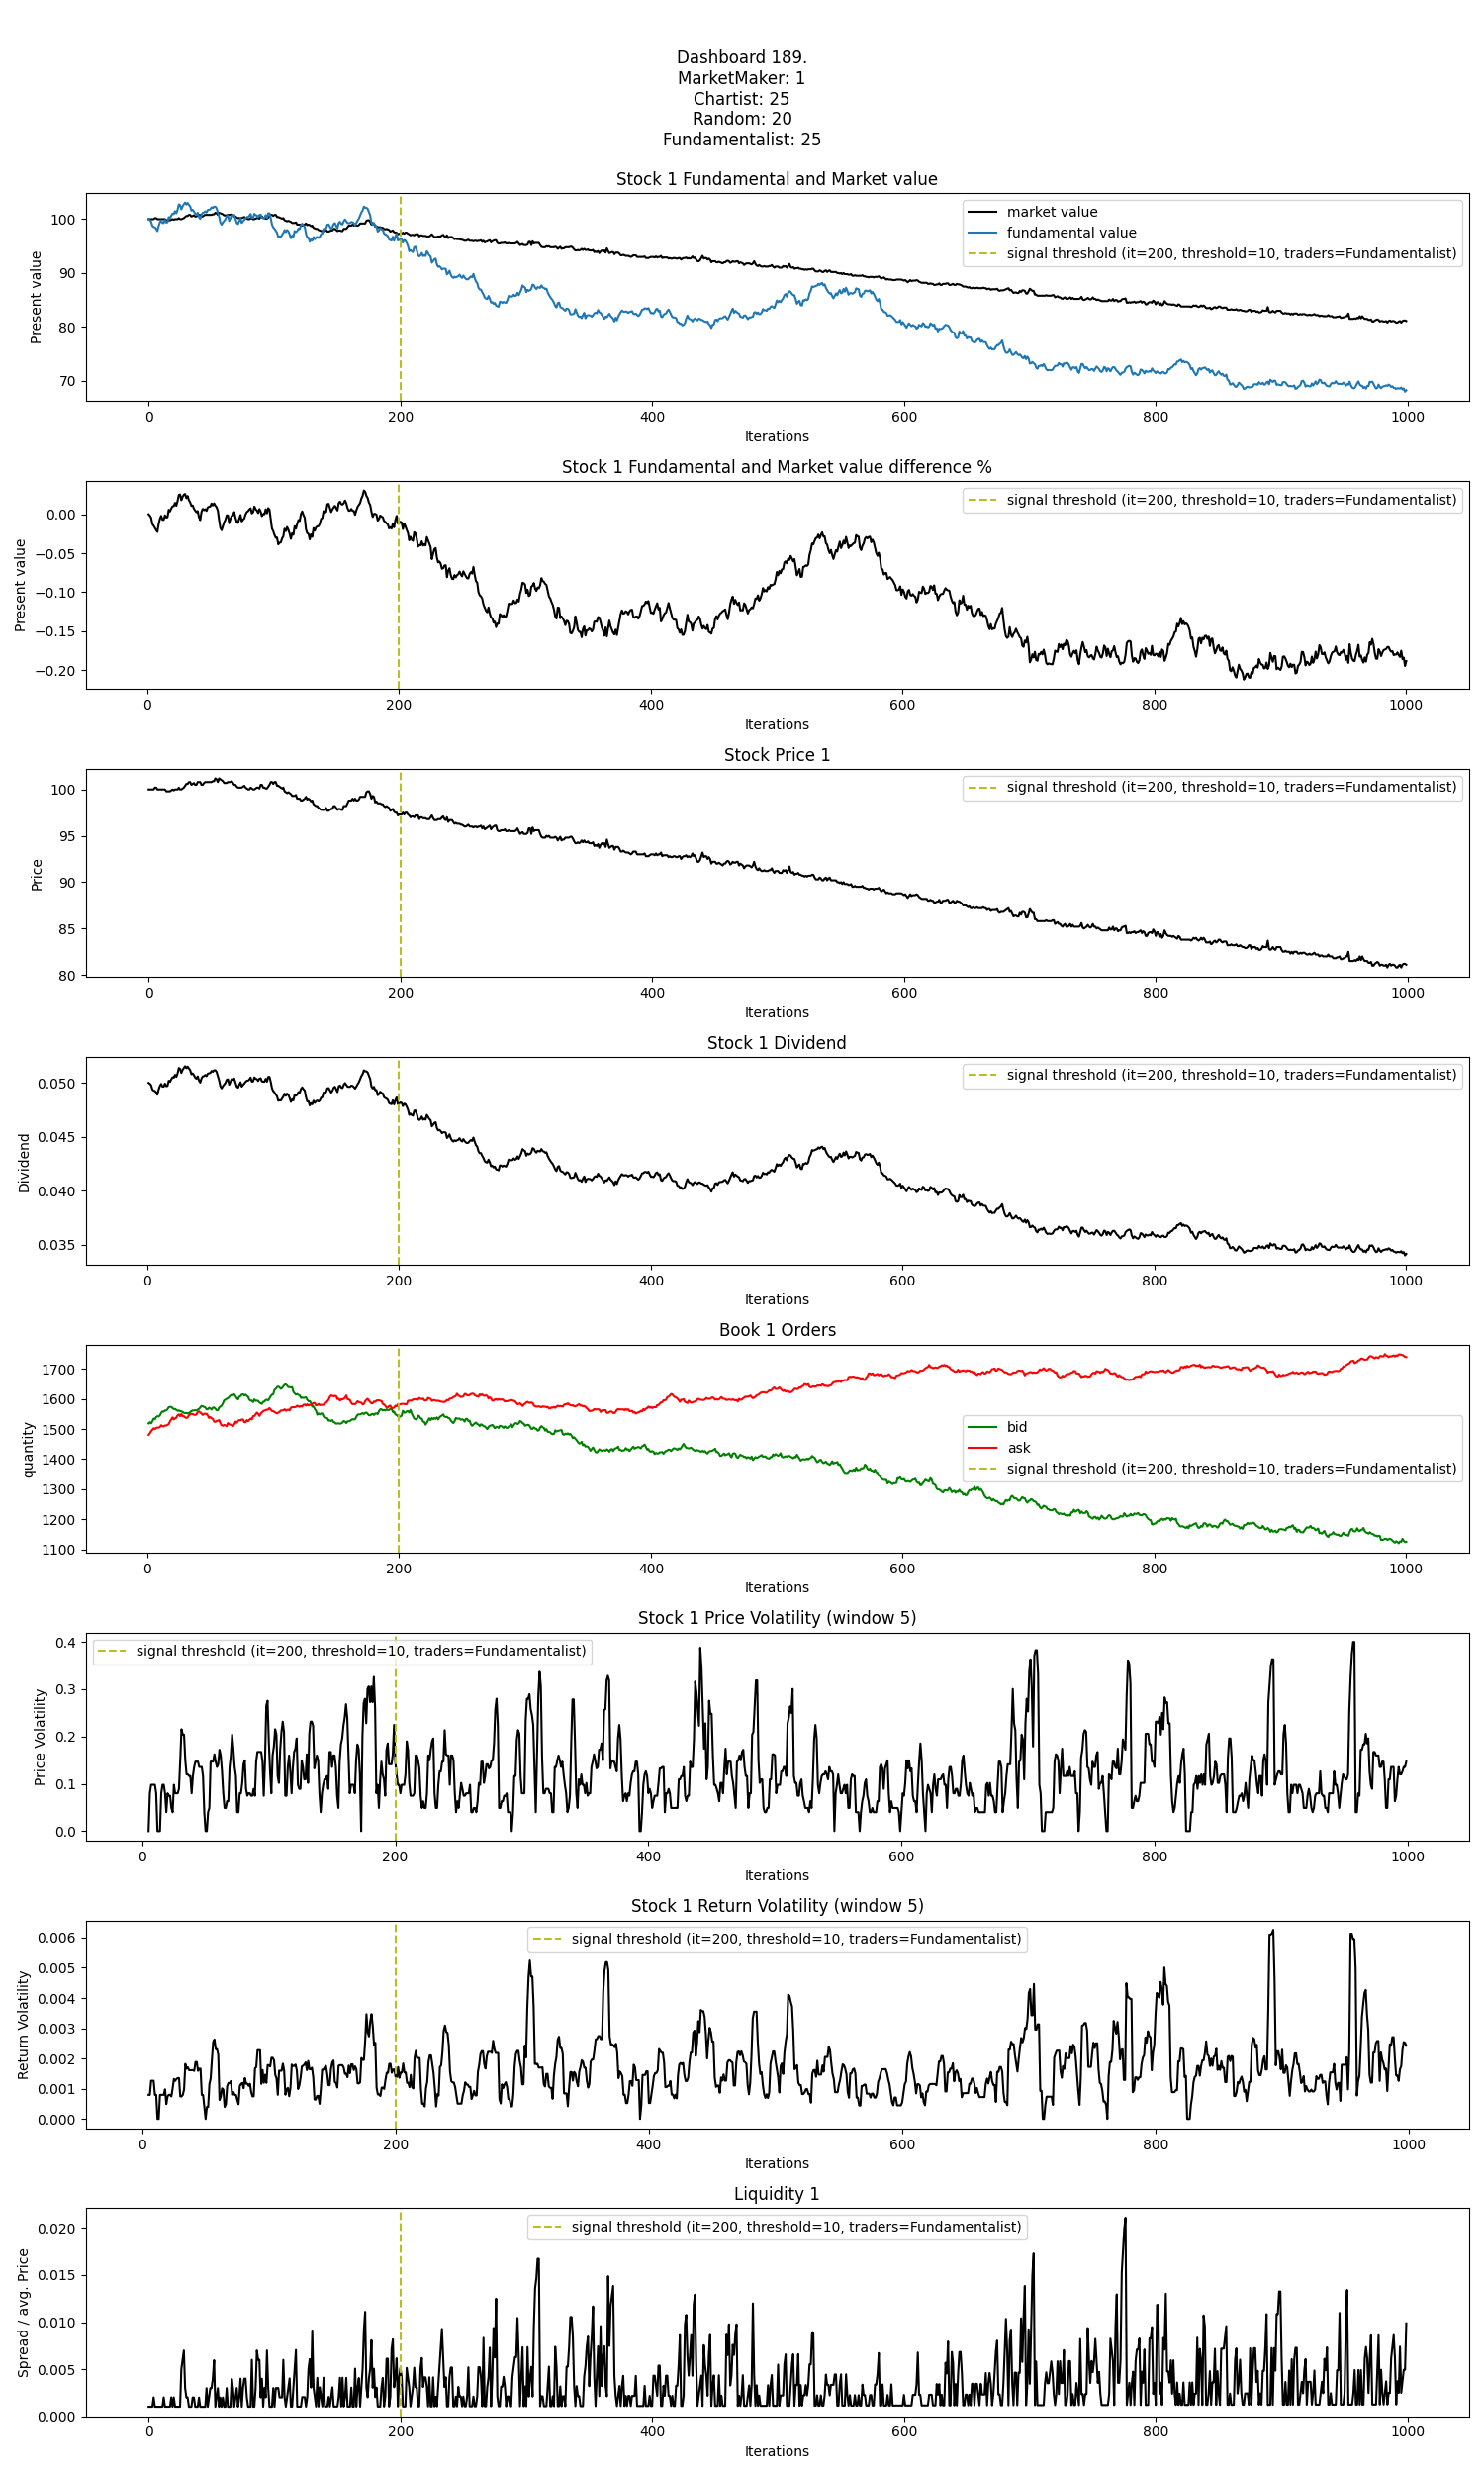 Dashboard 189.
MarketMaker: 1
Chartist: 25
Random: 20
Fundamentalist: 25
Stock 1 Fundamental and Market value
Present value
100
90
80
70
market value
fundamental value
signal threshold (it=200, threshold=10, traders=Fundamentalist)
0 200 400 600 800 1000
Iterations
Stock 1 Fundamental and Market value difference %
Present value
0.00
−0.05
−0.10
−0.15
−0.20
signal threshold (it=200, threshold=10, traders=Fundamentalist)
0 200 400 600 800 1000
Iterations
Stock Price 1
Price
100
95
90
85
80
signal threshold (it=200, threshold=10, traders=Fundamentalist)
0 200 400 600 800 1000
Iterations
Stock 1 Dividend
Dividend
0.050
0.045
0.040
0.035
signal threshold (it=200, threshold=10, traders=Fundamentalist)
0 200 400 600 800 1000
Iterations
Book 1 Orders
quantity
1700
1600
1500
1400
1300
1200
1100
bid
ask
signal threshold (it=200, threshold=10, traders=Fundamentalist)
0 200 400 600 800 1000
Iterations
Stock 1 Price Volatility (window 5)
Price Volatility
0.4
0.3
0.2
0.1
0.0
signal threshold (it=200, threshold=10, traders=Fundamentalist)
0 200 400 600 800 1000
Iterations
Stock 1 Return Volatility (window 5)
Return Volatility
0.006
0.005
0.004
0.003
0.002
0.001
0.000
signal threshold (it=200, threshold=10, traders=Fundamentalist)
0 200 400 600 800 1000
Iterations
Liquidity 1
Spread / avg. Price
0.020
0.015
0.010
0.005
0.000
signal threshold (it=200, threshold=10, traders=Fundamentalist)
0 200 400 600 800 1000
Iterations